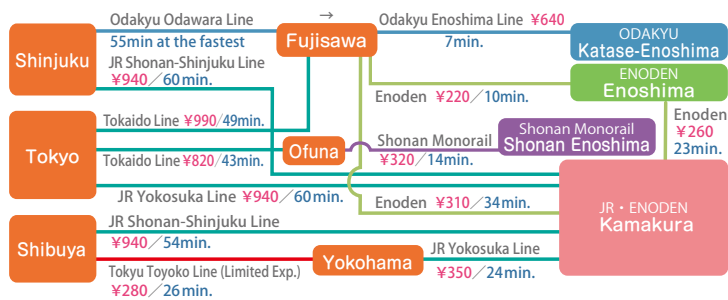 Odakyu Odawara Line
→
Odakyu Enoshima Line ¥640
55min at the fastest
Fujisawa
7min.
ODAKYU
Katase-Enoshima
Shinjuku
JR Shonan-Shinjuku Line
¥940/60min.
ENODEN
Enoshima
Enoden ¥220/10min.
Enoden
¥260
23min.
Tokaido Line ¥990/49min.
Tokyo
Tokaido Line ¥820/43min.
Ofuna
Shonan Monorail
¥320/14min.
Shonan Monorail
Shonan Enoshima
JR Yokosuka Line ¥940/60min.
Enoden ¥310/34min.
JR・ENODEN
Kamakura
Shibuya
JR Shonan-Shinjuku Line
¥940/54min.
Tokyu Toyoko Line (Limited Exp.)
¥280/26min.
Yokohama
JR Yokosuka Line
¥350/24min.